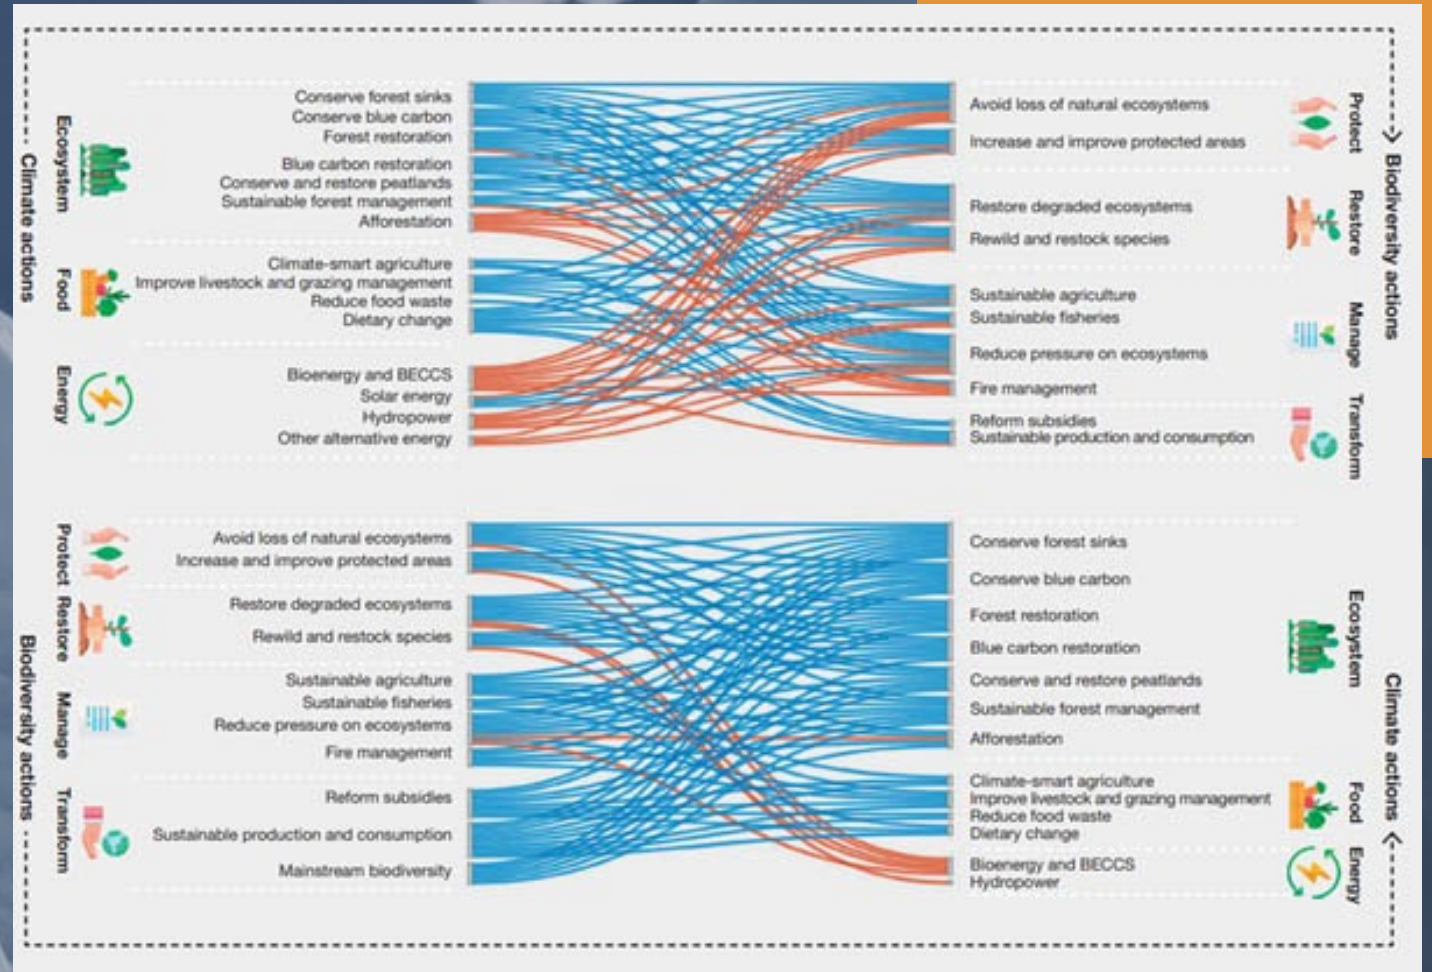 Climate actions
Ecosystem
Conserve forest sinks
Conserve blue carbon
Forest restoration
Blue carbon restoration
Conserve and restore peatlands
Sustainable forest management
Afforestation
Food
Climate-smart agriculture
Improve livestock and grazing management
Reduce food waste
Dietary change
Energy
Bioenergy and BECCS
Solar energy
Hydropower
Other alternative energy
Biodiversity actions
Protect
Avoid loss of natural ecosystems
Increase and improve protected areas
Restore
Restore degraded ecosystems
Rewild and restock species
Manage
Sustainable agriculture
Sustainable fisheries
Reduce pressure on ecosystems
Fire management
Transform
Reform subsidies
Sustainable production and consumption
Biodiversity actions
Protect
Avoid loss of natural ecosystems
Increase and improve protected areas
Restore
Restore degraded ecosystems
Rewild and restock species
Manage
Sustainable agriculture
Sustainable fisheries
Reduce pressure on ecosystems
Fire management
Transform
Reform subsidies
Sustainable production and consumption
Mainstream biodiversity
Climate actions
Ecosystem
Conserve forest sinks
Conserve blue carbon
Forest restoration
Blue carbon restoration
Conserve and restore peatlands
Sustainable forest management
Afforestation
Food
Climate-smart agriculture
Improve livestock and grazing management
Reduce food waste
Dietary change
Energy
Bioenergy and BECCS
Hydropower